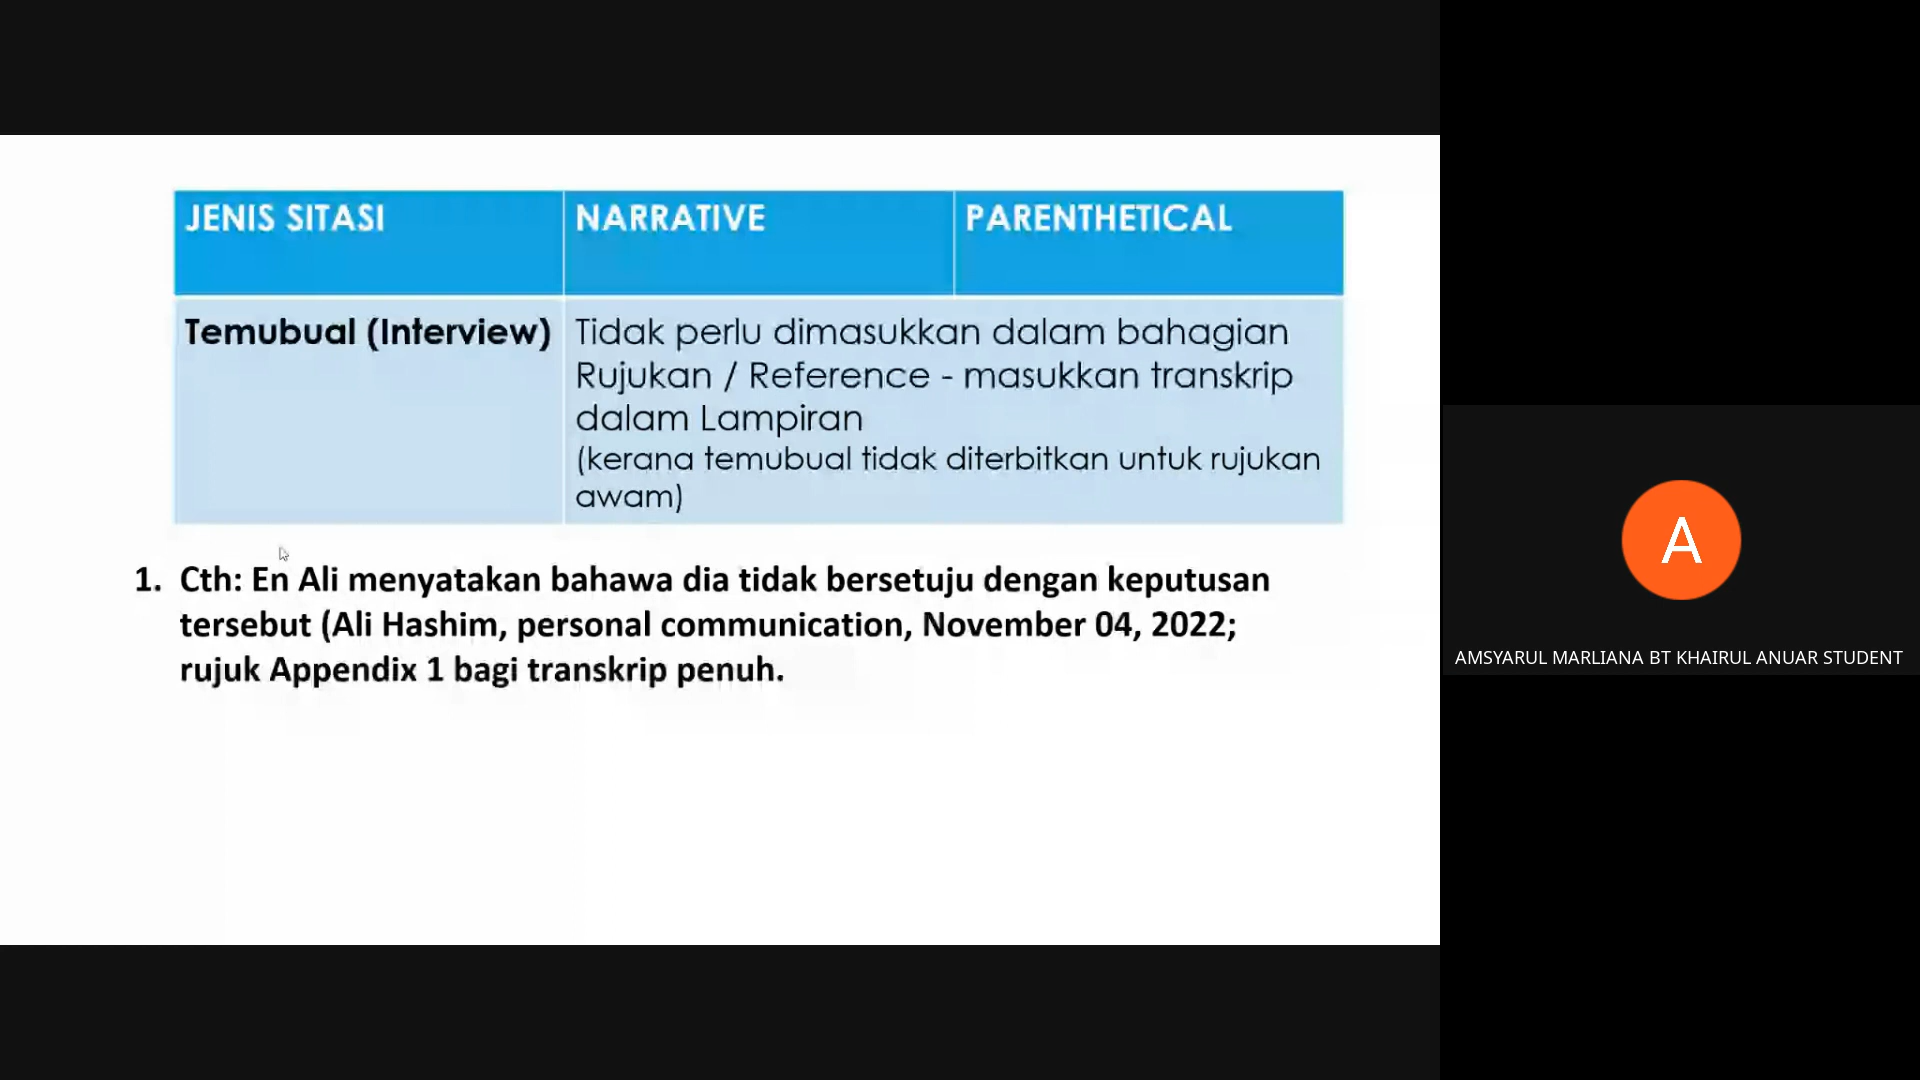 JENIS SITASI
NARRATIVE
PARENTHETICAL
Temubual (Interview)
Tidak perlu dimasukkan dalam bahagian
Rujukan / Reference - masukkan transkrip
dalam Lampiran
(kerana temubual tidak diterbitkan untuk rujukan
awam)
1. Cth: En Ali menyatakan bahawa dia tidak bersetuju dengan keputusan
tersebut (Ali Hashim, personal communication, November 04, 2022;
rujuk Appendix 1 bagi transkrip penuh.
A
AMSYARUL MARLIANA BT KHAIRUL ANUAR STUDENT